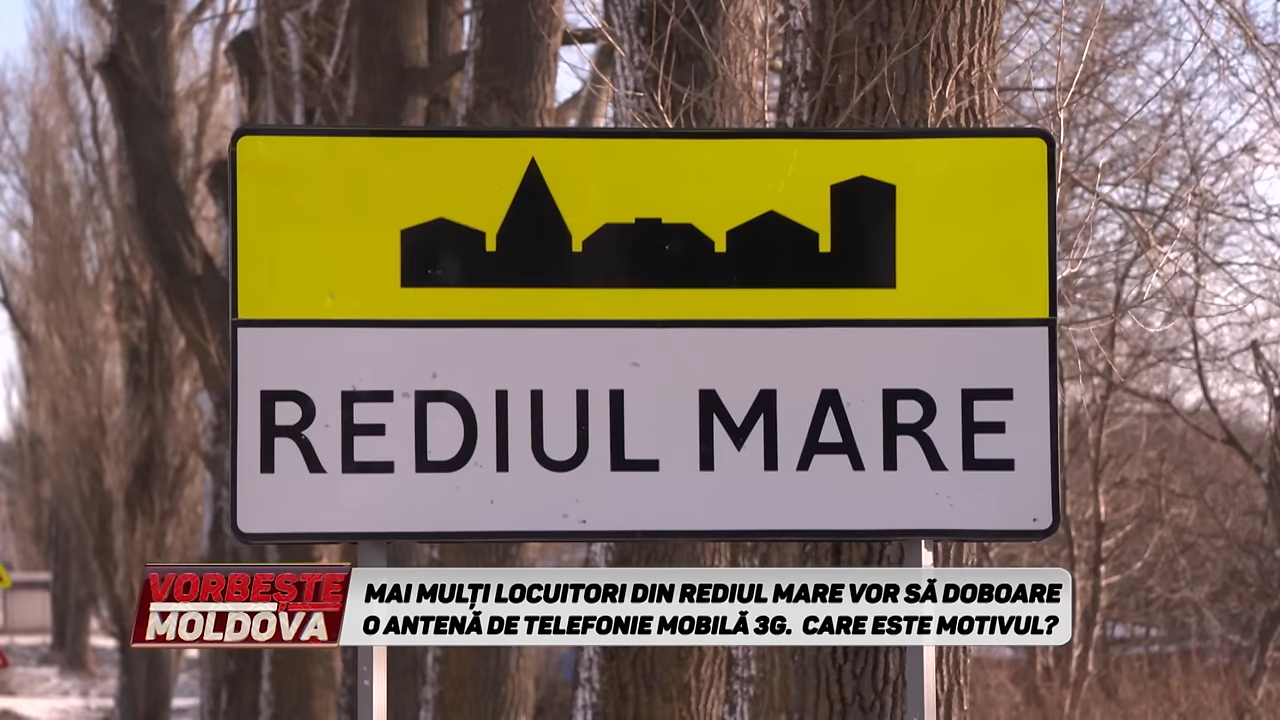 REDIUL MARE
VORBEȘTE
MOLDOVA
MAI MULȚI LOCUITORI DIN REDIUL MARE VOR SĂ DOBOARE
O ANTENĂ DE TELEFONIE MOBILĂ 3G. CARE ESTE MOTIVUL?